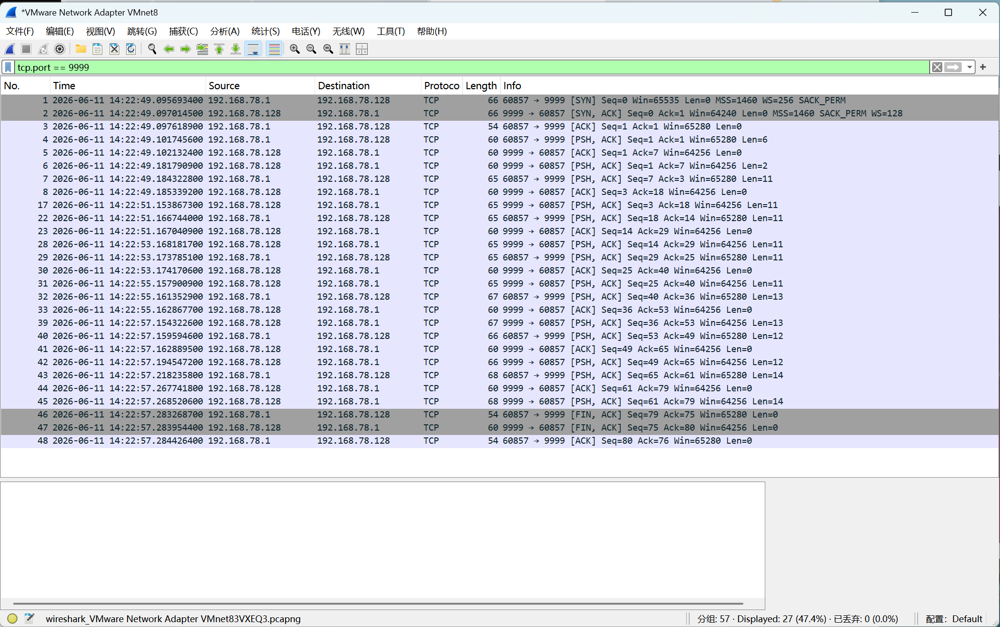 *VMware Network Adapter VMnet8
文件(F) 编辑(E) 视图(V) 跳转(G) 捕获(C) 分析(A) 统计(S) 电话(Y) 无线(W) 工具(T) 帮助(H)
tcp.port == 9999
No. Time Source Destination Protoco Length Info
1 2026-06-11 14:22:49.095693400 192.168.78.1 192.168.78.128 TCP 66 60857 → 9999 [SYN] Seq=0 Win=65535 Len=0 MSS=1460 WS=256 SACK_PERM
2 2026-06-11 14:22:49.097014500 192.168.78.128 192.168.78.1 TCP 66 9999 → 60857 [SYN, ACK] Seq=0 Ack=1 Win=64240 Len=0 MSS=1460 SACK_PERM WS=128
3 2026-06-11 14:22:49.097618900 192.168.78.1 192.168.78.128 TCP 54 60857 → 9999 [ACK] Seq=1 Ack=1 Win=65280 Len=0
4 2026-06-11 14:22:49.101745600 192.168.78.1 192.168.78.128 TCP 60 60857 → 9999 [PSH, ACK] Seq=1 Ack=1 Win=65280 Len=6
5 2026-06-11 14:22:49.102132400 192.168.78.128 192.168.78.1 TCP 60 9999 → 60857 [ACK] Seq=1 Ack=7 Win=64256 Len=0
6 2026-06-11 14:22:49.181790900 192.168.78.128 192.168.78.1 TCP 60 9999 → 60857 [PSH, ACK] Seq=1 Ack=7 Win=64256 Len=2
7 2026-06-11 14:22:49.184322800 192.168.78.1 192.168.78.128 TCP 65 60857 → 9999 [PSH, ACK] Seq=7 Ack=3 Win=65280 Len=11
8 2026-06-11 14:22:49.185339200 192.168.78.128 192.168.78.1 TCP 60 9999 → 60857 [ACK] Seq=3 Ack=18 Win=64256 Len=0
17 2026-06-11 14:22:51.153867300 192.168.78.128 192.168.78.1 TCP 65 9999 → 60857 [PSH, ACK] Seq=3 Ack=18 Win=64256 Len=11
22 2026-06-11 14:22:51.166744000 192.168.78.1 192.168.78.128 TCP 65 60857 → 9999 [PSH, ACK] Seq=18 Ack=14 Win=65280 Len=11
23 2026-06-11 14:22:51.167040900 192.168.78.128 192.168.78.1 TCP 60 9999 → 60857 [ACK] Seq=14 Ack=29 Win=64256 Len=0
28 2026-06-11 14:22:53.168181700 192.168.78.128 192.168.78.1 TCP 65 9999 → 60857 [PSH, ACK] Seq=14 Ack=29 Win=64256 Len=11
29 2026-06-11 14:22:53.173785100 192.168.78.1 192.168.78.128 TCP 65 60857 → 9999 [PSH, ACK] Seq=29 Ack=25 Win=65280 Len=11
30 2026-06-11 14:22:53.174170600 192.168.78.128 192.168.78.1 TCP 60 9999 → 60857 [ACK] Seq=25 Ack=40 Win=64256 Len=0
31 2026-06-11 14:22:55.157900900 192.168.78.128 192.168.78.1 TCP 65 9999 → 60857 [PSH, ACK] Seq=25 Ack=40 Win=64256 Len=11
32 2026-06-11 14:22:55.161352900 192.168.78.1 192.168.78.128 TCP 67 60857 → 9999 [PSH, ACK] Seq=40 Ack=36 Win=65280 Len=13
33 2026-06-11 14:22:55.162867700 192.168.78.128 192.168.78.1 TCP 60 9999 → 60857 [ACK] Seq=36 Ack=53 Win=64256 Len=0
39 2026-06-11 14:22:57.154322600 192.168.78.128 192.168.78.1 TCP 67 9999 → 60857 [PSH, ACK] Seq=36 Ack=53 Win=64256 Len=13
40 2026-06-11 14:22:57.159594600 192.168.78.1 192.168.78.128 TCP 66 60857 → 9999 [PSH, ACK] Seq=53 Ack=49 Win=65280 Len=12
41 2026-06-11 14:22:57.162889500 192.168.78.128 192.168.78.1 TCP 60 9999 → 60857 [ACK] Seq=49 Ack=65 Win=64256 Len=0
42 2026-06-11 14:22:57.194547200 192.168.78.128 192.168.78.1 TCP 66 9999 → 60857 [PSH, ACK] Seq=49 Ack=65 Win=64256 Len=12
43 2026-06-11 14:22:57.218235800 192.168.78.1 192.168.78.128 TCP 68 60857 → 9999 [PSH, ACK] Seq=65 Ack=61 Win=65280 Len=14
44 2026-06-11 14:22:57.267741800 192.168.78.128 192.168.78.1 TCP 60 9999 → 60857 [ACK] Seq=61 Ack=79 Win=64256 Len=0
45 2026-06-11 14:22:57.268520600 192.168.78.128 192.168.78.1 TCP 68 9999 → 60857 [PSH, ACK] Seq=61 Ack=79 Win=64256 Len=14
46 2026-06-11 14:22:57.283268700 192.168.78.1 192.168.78.128 TCP 54 60857 → 9999 [FIN, ACK] Seq=79 Ack=75 Win=65280 Len=0
47 2026-06-11 14:22:57.283954400 192.168.78.128 192.168.78.1 TCP 60 9999 → 60857 [FIN, ACK] Seq=75 Ack=80 Win=64256 Len=0
48 2026-06-11 14:22:57.284426400 192.168.78.1 192.168.78.128 TCP 54 60857 → 9999 [ACK] Seq=80 Ack=76 Win=65280 Len=0
wireshark_VMware Network Adapter VMnet83VXEQ3.pcapng 分组: 57 · Displayed: 27 (47.4%) · 已丢弃: 0 (0.0%) 配置：Default